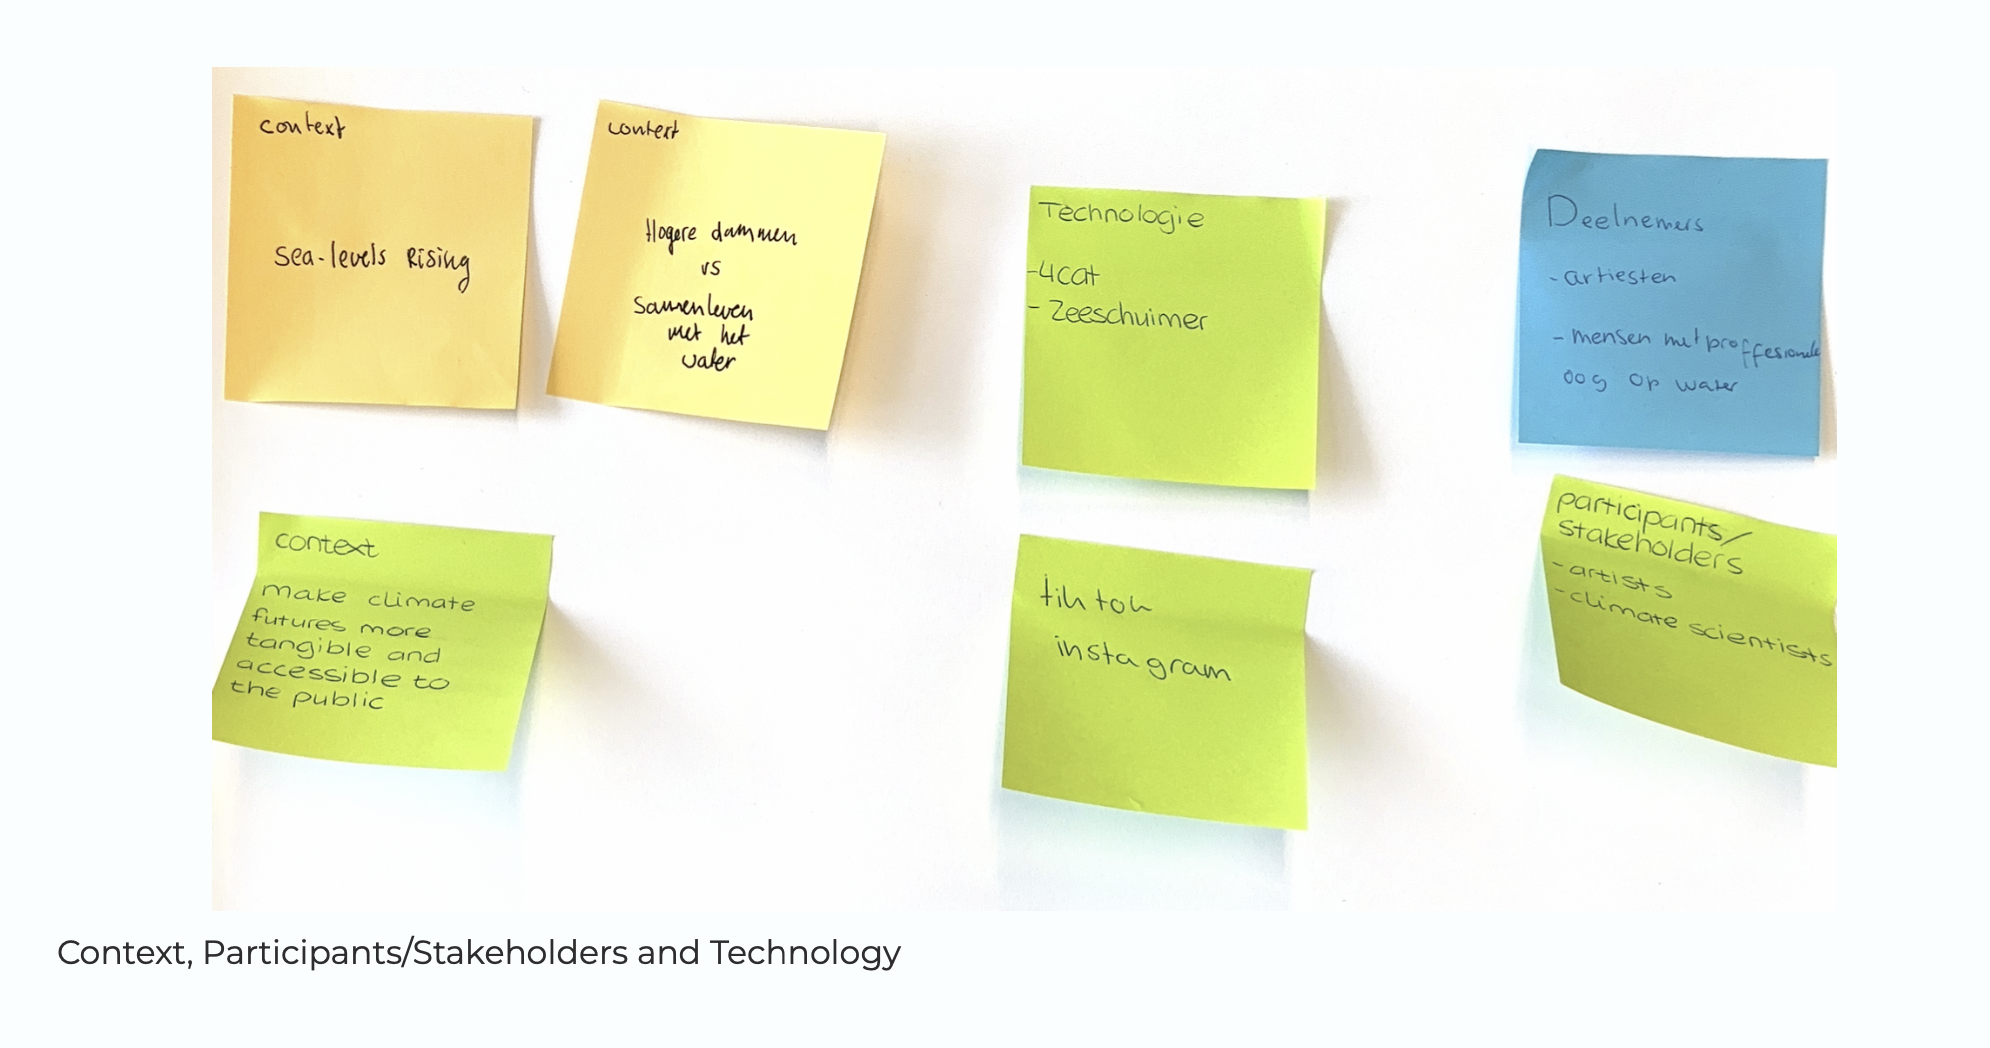 context
sea-levels Rising
context
Hogere dammen
vs
Samenleven
met het
water
Technologie
-4cat
- Zeeschuimer
Deelnemers
- artiesten
- mensen met proffesionele
oog op water
context
make climate
futures more
tangible and
accessible to
the public
tiktok
instagram
participants/
stakeholders
- artists
- climate scientists
Context, Participants/Stakeholders and Technology